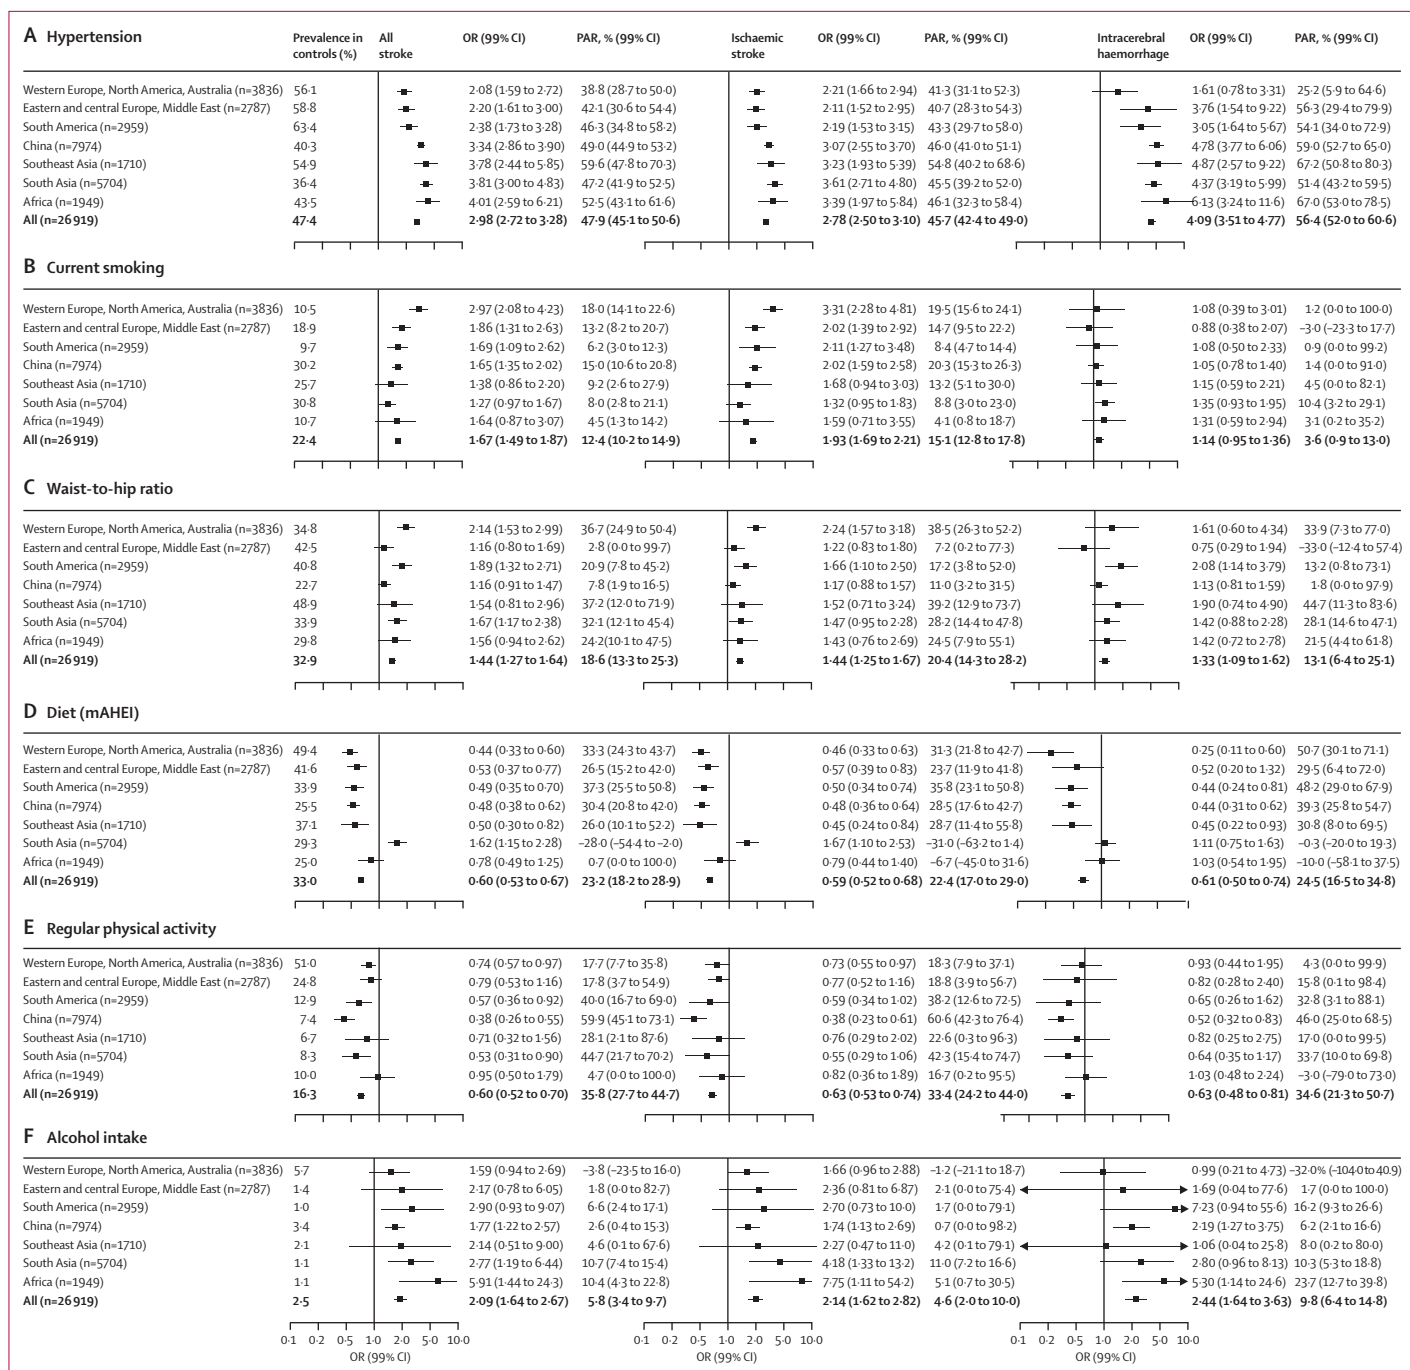 A Hypertension Prevalence in controls (%) All stroke OR (99% CI) PAR, % (99% CI) Ischaemic stroke OR (99% CI) PAR, % (99% CI) Intracerebral haemorrhage OR (99% CI) PAR, % (99% CI)
Western Europe, North America, Australia (n=3836) 56·1 2·08 (1·59 to 2·72) 38·8 (28·7 to 50·0) 2·21 (1·66 to 2·94) 41·3 (31·1 to 52·3) 1·61 (0·78 to 3·31) 25·2 (5·9 to 64·6)
Eastern and central Europe, Middle East (n=2787) 58·8 2·20 (1·61 to 3·00) 42·1 (30·6 to 54·4) 2·11 (1·52 to 2·95) 40·7 (28·3 to 54·3) 3·76 (1·54 to 9·22) 56·3 (29·4 to 79·9)
South America (n=2959) 63·4 2·38 (1·73 to 3·28) 46·3 (34·8 to 58·2) 2·19 (1·53 to 3·15) 43·3 (29·7 to 58·0) 3·05 (1·64 to 5·67) 54·1 (34·0 to 72·9)
China (n=7974) 40·3 3·34 (2·86 to 3·90) 49·0 (44·9 to 53·2) 3·07 (2·55 to 3·70) 46·0 (41·0 to 51·1) 4·78 (3·77 to 6·06) 59·0 (52·7 to 65·0)
Southeast Asia (n=1710) 54·9 3·78 (2·44 to 5·85) 59·6 (47·8 to 70·3) 3·23 (1·93 to 5·39) 54·8 (40·2 to 68·6) 4·87 (2·57 to 9·22) 67·2 (50·8 to 80·3)
South Asia (n=5704) 36·4 3·81 (3·00 to 4·83) 47·2 (41·9 to 52·5) 3·61 (2·71 to 4·80) 45·5 (39·2 to 52·0) 4·37 (3·19 to 5·99) 51·4 (43·2 to 59·5)
Africa (n=1949) 43·5 4·01 (2·59 to 6·21) 52·5 (43·1 to 61·6) 3·39 (1·97 to 5·84) 46·1 (32·3 to 58·4) 6·13 (3·24 to 11·6) 67·0 (53·0 to 78·5)
All (n=26 919) 47·4 2·98 (2·72 to 3·28) 47·9 (45·1 to 50·6) 2·78 (2·50 to 3·10) 45·7 (42·4 to 49·0) 4·09 (3·51 to 4·77) 56·4 (52·0 to 60·6)
B Current smoking
Western Europe, North America, Australia (n=3836) 10·5 2·97 (2·08 to 4·23) 18·0 (14·1 to 22·6) 3·31 (2·28 to 4·81) 19·5 (15·6 to 24·1) 1·08 (0·39 to 3·01) 1·2 (0·0 to 100·0)
Eastern and central Europe, Middle East (n=2787) 18·9 1·86 (1·31 to 2·63) 13·2 (8·2 to 20·7) 2·02 (1·39 to 2·92) 14·7 (9·5 to 22·2) 0·88 (0·38 to 2·07) –3·0 (–23·3 to 17·7)
South America (n=2959) 9·7 1·69 (1·09 to 2·62) 6·2 (3·0 to 12·3) 2·11 (1·27 to 3·48) 8·4 (4·7 to 14·4) 1·08 (0·50 to 2·33) 0·9 (0·0 to 99·2)
China (n=7974) 30·2 1·65 (1·35 to 2·02) 15·0 (10·6 to 20·8) 2·02 (1·59 to 2·58) 20·3 (15·3 to 26·3) 1·05 (0·78 to 1·40) 1·4 (0·0 to 91·0)
Southeast Asia (n=1710) 25·7 1·38 (0·86 to 2·20) 9·2 (2·6 to 27·9) 1·68 (0·94 to 3·03) 13·2 (5·1 to 30·0) 1·15 (0·59 to 2·21) 4·5 (0·0 to 82·1)
South Asia (n=5704) 30·8 1·27 (0·97 to 1·67) 8·0 (2·8 to 21·1) 1·32 (0·95 to 1·83) 8·8 (3·0 to 23·0) 1·35 (0·93 to 1·95) 10·4 (3·2 to 29·1)
Africa (n=1949) 10·7 1·64 (0·87 to 3·07) 4·5 (1·3 to 14·2) 1·59 (0·71 to 3·55) 4·1 (0·8 to 18·7) 1·31 (0·59 to 2·94) 3·1 (0·2 to 35·2)
All (n=26 919) 22·4 1·67 (1·49 to 1·87) 12·4 (10·2 to 14·9) 1·93 (1·69 to 2·21) 15·1 (12·8 to 17·8) 1·14 (0·95 to 1·36) 3·6 (0·9 to 13·0)
C Waist-to-hip ratio
Western Europe, North America, Australia (n=3836) 34·8 2·14 (1·53 to 2·99) 36·7 (24·9 to 50·4) 2·24 (1·57 to 3·18) 38·5 (26·3 to 52·2) 1·61 (0·60 to 4·34) 33·9 (7·3 to 77·0)
Eastern and central Europe, Middle East (n=2787) 42·5 1·16 (0·80 to 1·69) 2·8 (0·0 to 99·7) 1·22 (0·83 to 1·80) 7·2 (0·2 to 77·3) 0·75 (0·29 to 1·94) –33·0 (–12·4 to 57·4)
South America (n=2959) 40·8 1·89 (1·32 to 2·71) 20·9 (7·8 to 45·2) 1·66 (1·10 to 2·50) 17·2 (3·8 to 52·0) 2·08 (1·14 to 3·79) 13·2 (0·8 to 73·1)
China (n=7974) 22·7 1·16 (0·91 to 1·47) 7·8 (1·9 to 16·5) 1·17 (0·88 to 1·57) 11·0 (3·2 to 31·5) 1·13 (0·81 to 1·59) 1·8 (0·0 to 97·9)
Southeast Asia (n=1710) 48·9 1·54 (0·81 to 2·96) 37·2 (12·0 to 71·9) 1·52 (0·71 to 3·24) 39·2 (12·9 to 73·7) 1·90 (0·74 to 4·90) 44·7 (11·3 to 83·6)
South Asia (n=5704) 33·9 1·67 (1·17 to 2·38) 32·1 (12·1 to 45·4) 1·47 (0·95 to 2·28) 28·2 (14·4 to 47·8) 1·42 (0·88 to 2·28) 28·1 (14·6 to 47·1)
Africa (n=1949) 29·8 1·56 (0·94 to 2·62) 24·2(10·1 to 47·5) 1·43 (0·76 to 2·69) 24·5 (7·9 to 55·1) 1·42 (0·72 to 2·78) 21·5 (4·4 to 61·8)
All (n=26 919) 32·9 1·44 (1·27 to 1·64) 18·6 (13·3 to 25·3) 1·44 (1·25 to 1·67) 20·4 (14·3 to 28·2) 1·33 (1·09 to 1·62) 13·1 (6·4 to 25·1)
D Diet (mAHEI)
Western Europe, North America, Australia (n=3836) 49·4 0·44 (0·33 to 0·60) 33·3 (24·3 to 43·7) 0·46 (0·33 to 0·63) 31·3 (21·8 to 42·7) 0·25 (0·11 to 0·60) 50·7 (30·1 to 71·1)
Eastern and central Europe, Middle East (n=2787) 41·6 0·53 (0·37 to 0·77) 26·5 (15·2 to 42·0) 0·57 (0·39 to 0·83) 23·7 (11·9 to 41·8) 0·52 (0·20 to 1·32) 29·5 (6·4 to 72·0)
South America (n=2959) 33·9 0·49 (0·35 to 0·70) 37·3 (25·5 to 50·8) 0·50 (0·34 to 0·74) 35·8 (23·1 to 50·8) 0·44 (0·24 to 0·81) 48·2 (29·0 to 67·9)
China (n=7974) 25·5 0·48 (0·38 to 0·62) 30·4 (20·8 to 42·0) 0·48 (0·36 to 0·64) 28·5 (17·6 to 42·7) 0·44 (0·31 to 0·62) 39·3 (25·8 to 54·7)
Southeast Asia (n=1710) 37·1 0·50 (0·30 to 0·82) 26·0 (10·1 to 52·2) 0·45 (0·24 to 0·84) 28·7 (11·4 to 55·8) 0·45 (0·22 to 0·93) 30·8 (8·0 to 69·5)
South Asia (n=5704) 29·3 1·62 (1·15 to 2·28) –28·0 (–54·4 to –2·0) 1·67 (1·10 to 2·53) –31·0 (–63·2 to 1·4) 1·11 (0·75 to 1·63) –0·3 (–20·0 to 19·3)
Africa (n=1949) 25·0 0·78 (0·49 to 1·25) 0·7 (0·0 to 100·0) 0·79 (0·44 to 1·40) –6·7 (–45·0 to 31·6) 1·03 (0·54 to 1·95) –10·0 (–58·1 to 37·5)
All (n=26 919) 33·0 0·60 (0·53 to 0·67) 23·2 (18·2 to 28·9) 0·59 (0·52 to 0·68) 22·4 (17·0 to 29·0) 0·61 (0·50 to 0·74) 24·5 (16·5 to 34·8)
E Regular physical activity
Western Europe, North America, Australia (n=3836) 51·0 0·74 (0·57 to 0·97) 17·7 (7·7 to 35·8) 0·73 (0·55 to 0·97) 18·3 (7·9 to 37·1) 0·93 (0·44 to 1·95) 4·3 (0·0 to 99·9)
Eastern and central Europe, Middle East (n=2787) 24·8 0·79 (0·53 to 1·16) 17·8 (3·7 to 54·9) 0·77 (0·52 to 1·16) 18·8 (3·9 to 56·7) 0·82 (0·28 to 2·40) 15·8 (0·1 to 98·4)
South America (n=2959) 12·9 0·57 (0·36 to 0·92) 40·0 (16·7 to 69·0) 0·59 (0·34 to 1·02) 38·2 (12·6 to 72·5) 0·65 (0·26 to 1·62) 32·8 (3·1 to 88·1)
China (n=7974) 7·4 0·38 (0·26 to 0·55) 59·9 (45·1 to 73·1) 0·38 (0·23 to 0·61) 60·6 (42·3 to 76·4) 0·52 (0·32 to 0·83) 46·0 (25·0 to 68·5)
Southeast Asia (n=1710) 6·7 0·71 (0·32 to 1·56) 28·1 (2·1 to 87·6) 0·76 (0·29 to 2·02) 22·6 (0·3 to 96·3) 0·82 (0·25 to 2·75) 17·0 (0·0 to 99·5)
South Asia (n=5704) 8·3 0·53 (0·31 to 0·90) 44·7 (21·7 to 70·2) 0·55 (0·29 to 1·06) 42·3 (15·4 to 74·7) 0·64 (0·35 to 1·17) 33·7 (10·0 to 69·8)
Africa (n=1949) 10·0 0·95 (0·50 to 1·79) 4·7 (0·0 to 100·0) 0·82 (0·36 to 1·89) 16·7 (0·2 to 95·5) 1·03 (0·48 to 2·24) –3·0 (–79·0 to 73·0)
All (n=26 919) 16·3 0·60 (0·52 to 0·70) 35·8 (27·7 to 44·7) 0·63 (0·53 to 0·74) 33·4 (24·2 to 44·0) 0·63 (0·48 to 0·81) 34·6 (21·3 to 50·7)
F Alcohol intake
Western Europe, North America, Australia (n=3836) 5·7 1·59 (0·94 to 2·69) –3·8 (–23·5 to 16·0) 1·66 (0·96 to 2·88) –1·2 (–21·1 to 18·7) 0·99 (0·21 to 4·73) –32·0% (–104·0 to 40·9)
Eastern and central Europe, Middle East (n=2787) 1·4 2·17 (0·78 to 6·05) 1·8 (0·0 to 82·7) 2·36 (0·81 to 6·87) 2·1 (0·0 to 75·4) 1·69 (0·04 to 77·6) 1·7 (0·0 to 100·0)
South America (n=2959) 1·0 2·90 (0·93 to 9·07) 6·6 (2·4 to 17·1) 2·70 (0·73 to 10·0) 1·7 (0·0 to 79·1) 7·23 (0·94 to 55·6) 16·2 (9·3 to 26·6)
China (n=7974) 3·4 1·77 (1·22 to 2·57) 2·6 (0·4 to 15·3) 1·74 (1·13 to 2·69) 0·7 (0·0 to 98·2) 2·19 (1·27 to 3·75) 6·2 (2·1 to 16·6)
Southeast Asia (n=1710) 2·1 2·14 (0·51 to 9·00) 4·6 (0·1 to 67·6) 2·27 (0·47 to 11·0) 4·2 (0·1 to 79·1) 1·06 (0·04 to 25·8) 8·0 (0·2 to 80·0)
South Asia (n=5704) 1·1 2·77 (1·19 to 6·44) 10·7 (7·4 to 15·4) 4·18 (1·33 to 13·2) 11·0 (7·2 to 16·6) 2·80 (0·96 to 8·13) 10·3 (5·3 to 18·8)
Africa (n=1949) 1·1 5·91 (1·44 to 24·3) 10·4 (4·3 to 22·8) 7·75 (1·11 to 54·2) 5·1 (0·7 to 30·5) 5·30 (1·14 to 24·6) 23·7 (12·7 to 39·8)
All (n=26 919) 2·5 2·09 (1·64 to 2·67) 5·8 (3·4 to 9·7) 2·14 (1·62 to 2·82) 4·6 (2·0 to 10·0) 2·44 (1·64 to 3·63) 9·8 (6·4 to 14·8)
0·1 0·2 0·5 1·0 2·0 5·0 10·0 0·1 0·2 0·5 1·0 2·0 5·0 10·0 0·1 0·2 0·5 1·0 2·0 5·0 10·0
OR (99% CI) OR (99% CI) OR (99% CI)